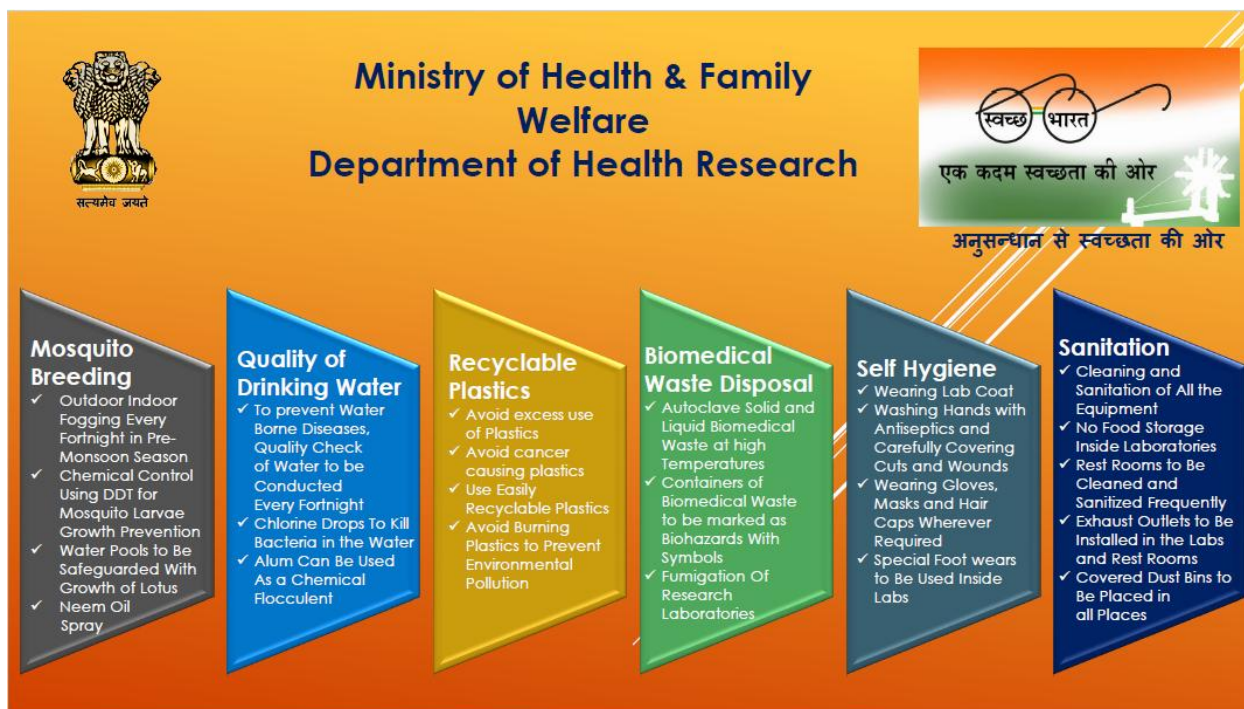 Ministry of Health & Family
Welfare
Department of Health Research
सत्यमेव जयते
स्वच्छ भारत
एक कदम स्वच्छता की ओर
अनुसन्धान से स्वच्छता की ओर
Mosquito
Breeding
✓ Outdoor Indoor
Fogging Every
Fortnight in Pre-
Monsoon Season
✓ Chemical Control
Using DDT for
Mosquito Larvae
Growth Prevention
✓ Water Pools to Be
Safeguarded With
Growth of Lotus
✓ Neem Oil
Spray
Quality of
Drinking Water
✓ To prevent Water
Borne Diseases,
Quality Check
of Water to be
Conducted
Every Fortnight
✓ Chlorine Drops To Kill
Bacteria in the Water
✓ Alum Can Be Used
As a Chemical
Flocculent
Recyclable
Plastics
✓ Avoid excess use
of Plastics
✓ Avoid cancer
causing plastics
✓ Use Easily
Recyclable Plastics
✓ Avoid Burning
Plastics to Prevent
Environmental
Pollution
Biomedical
Waste Disposal
✓ Autoclave Solid and
Liquid Biomedical
Waste at high
Temperatures
✓ Containers of
Biomedical Waste
to be marked as
Biohazards With
Symbols
✓ Fumigation Of
Research
Laboratories
Self Hygiene
✓ Wearing Lab Coat
✓ Washing Hands with
Antiseptics and
Carefully Covering
Cuts and Wounds
✓ Wearing Gloves,
Masks and Hair
Caps Wherever
Required
✓ Special Foot wears
to Be Used Inside
Labs
Sanitation
✓ Cleaning and
Sanitation of All the
Equipment
✓ No Food Storage
Inside Laboratories
✓ Rest Rooms to Be
Cleaned and
Sanitized Frequently
✓ Exhaust Outlets to Be
Installed in the Labs
and Rest Rooms
✓ Covered Dust Bins to
Be Placed in
all Places